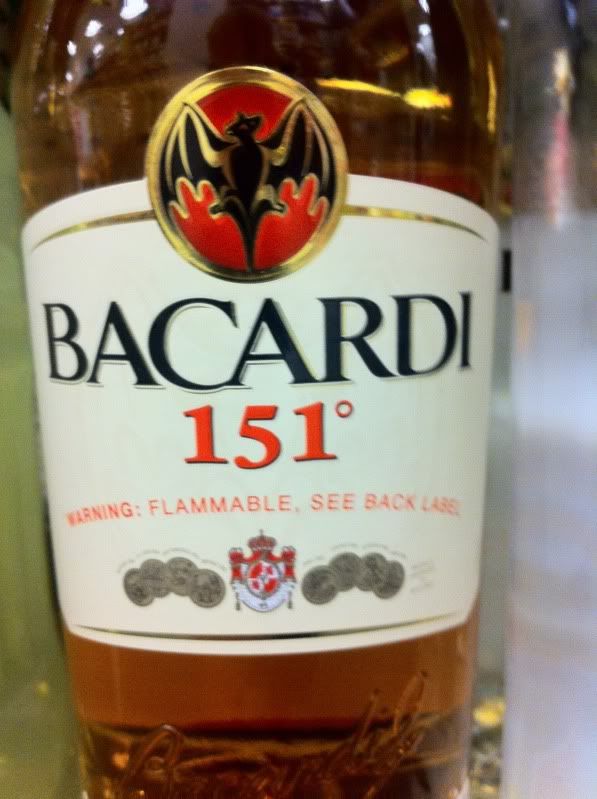 BACARDI
151°
WARNING: FLAMMABLE, SEE BACK LABEL